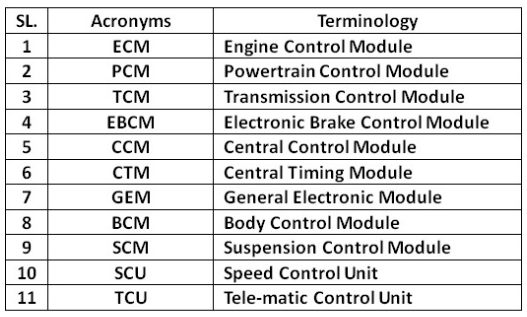 SL. Acronyms Terminology
1 ECM Engine Control Module
2 PCM Powertrain Control Module
3 TCM Transmission Control Module
4 EBCM Electronic Brake Control Module
5 CCM Central Control Module
6 CTM Central Timing Module
7 GEM General Electronic Module
8 BCM Body Control Module
9 SCM Suspension Control Module
10 SCU Speed Control Unit
11 TCU Tele-matic Control Unit